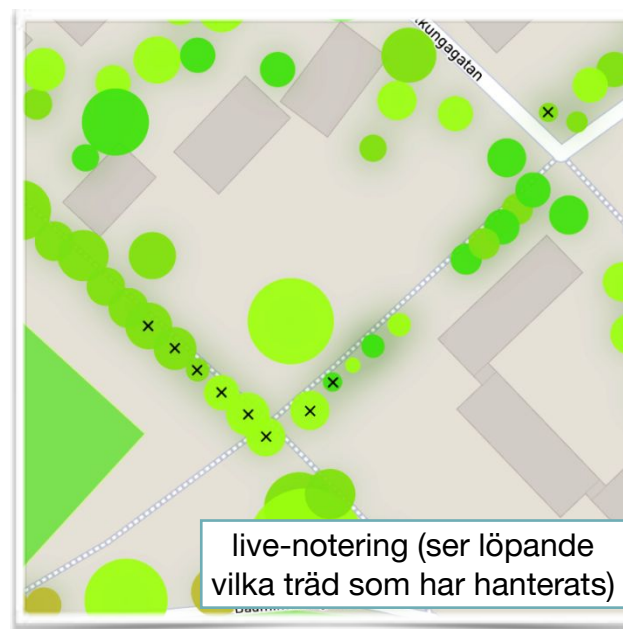 kungagatan
live-notering (ser löpande
vilka träd som har hanterats)